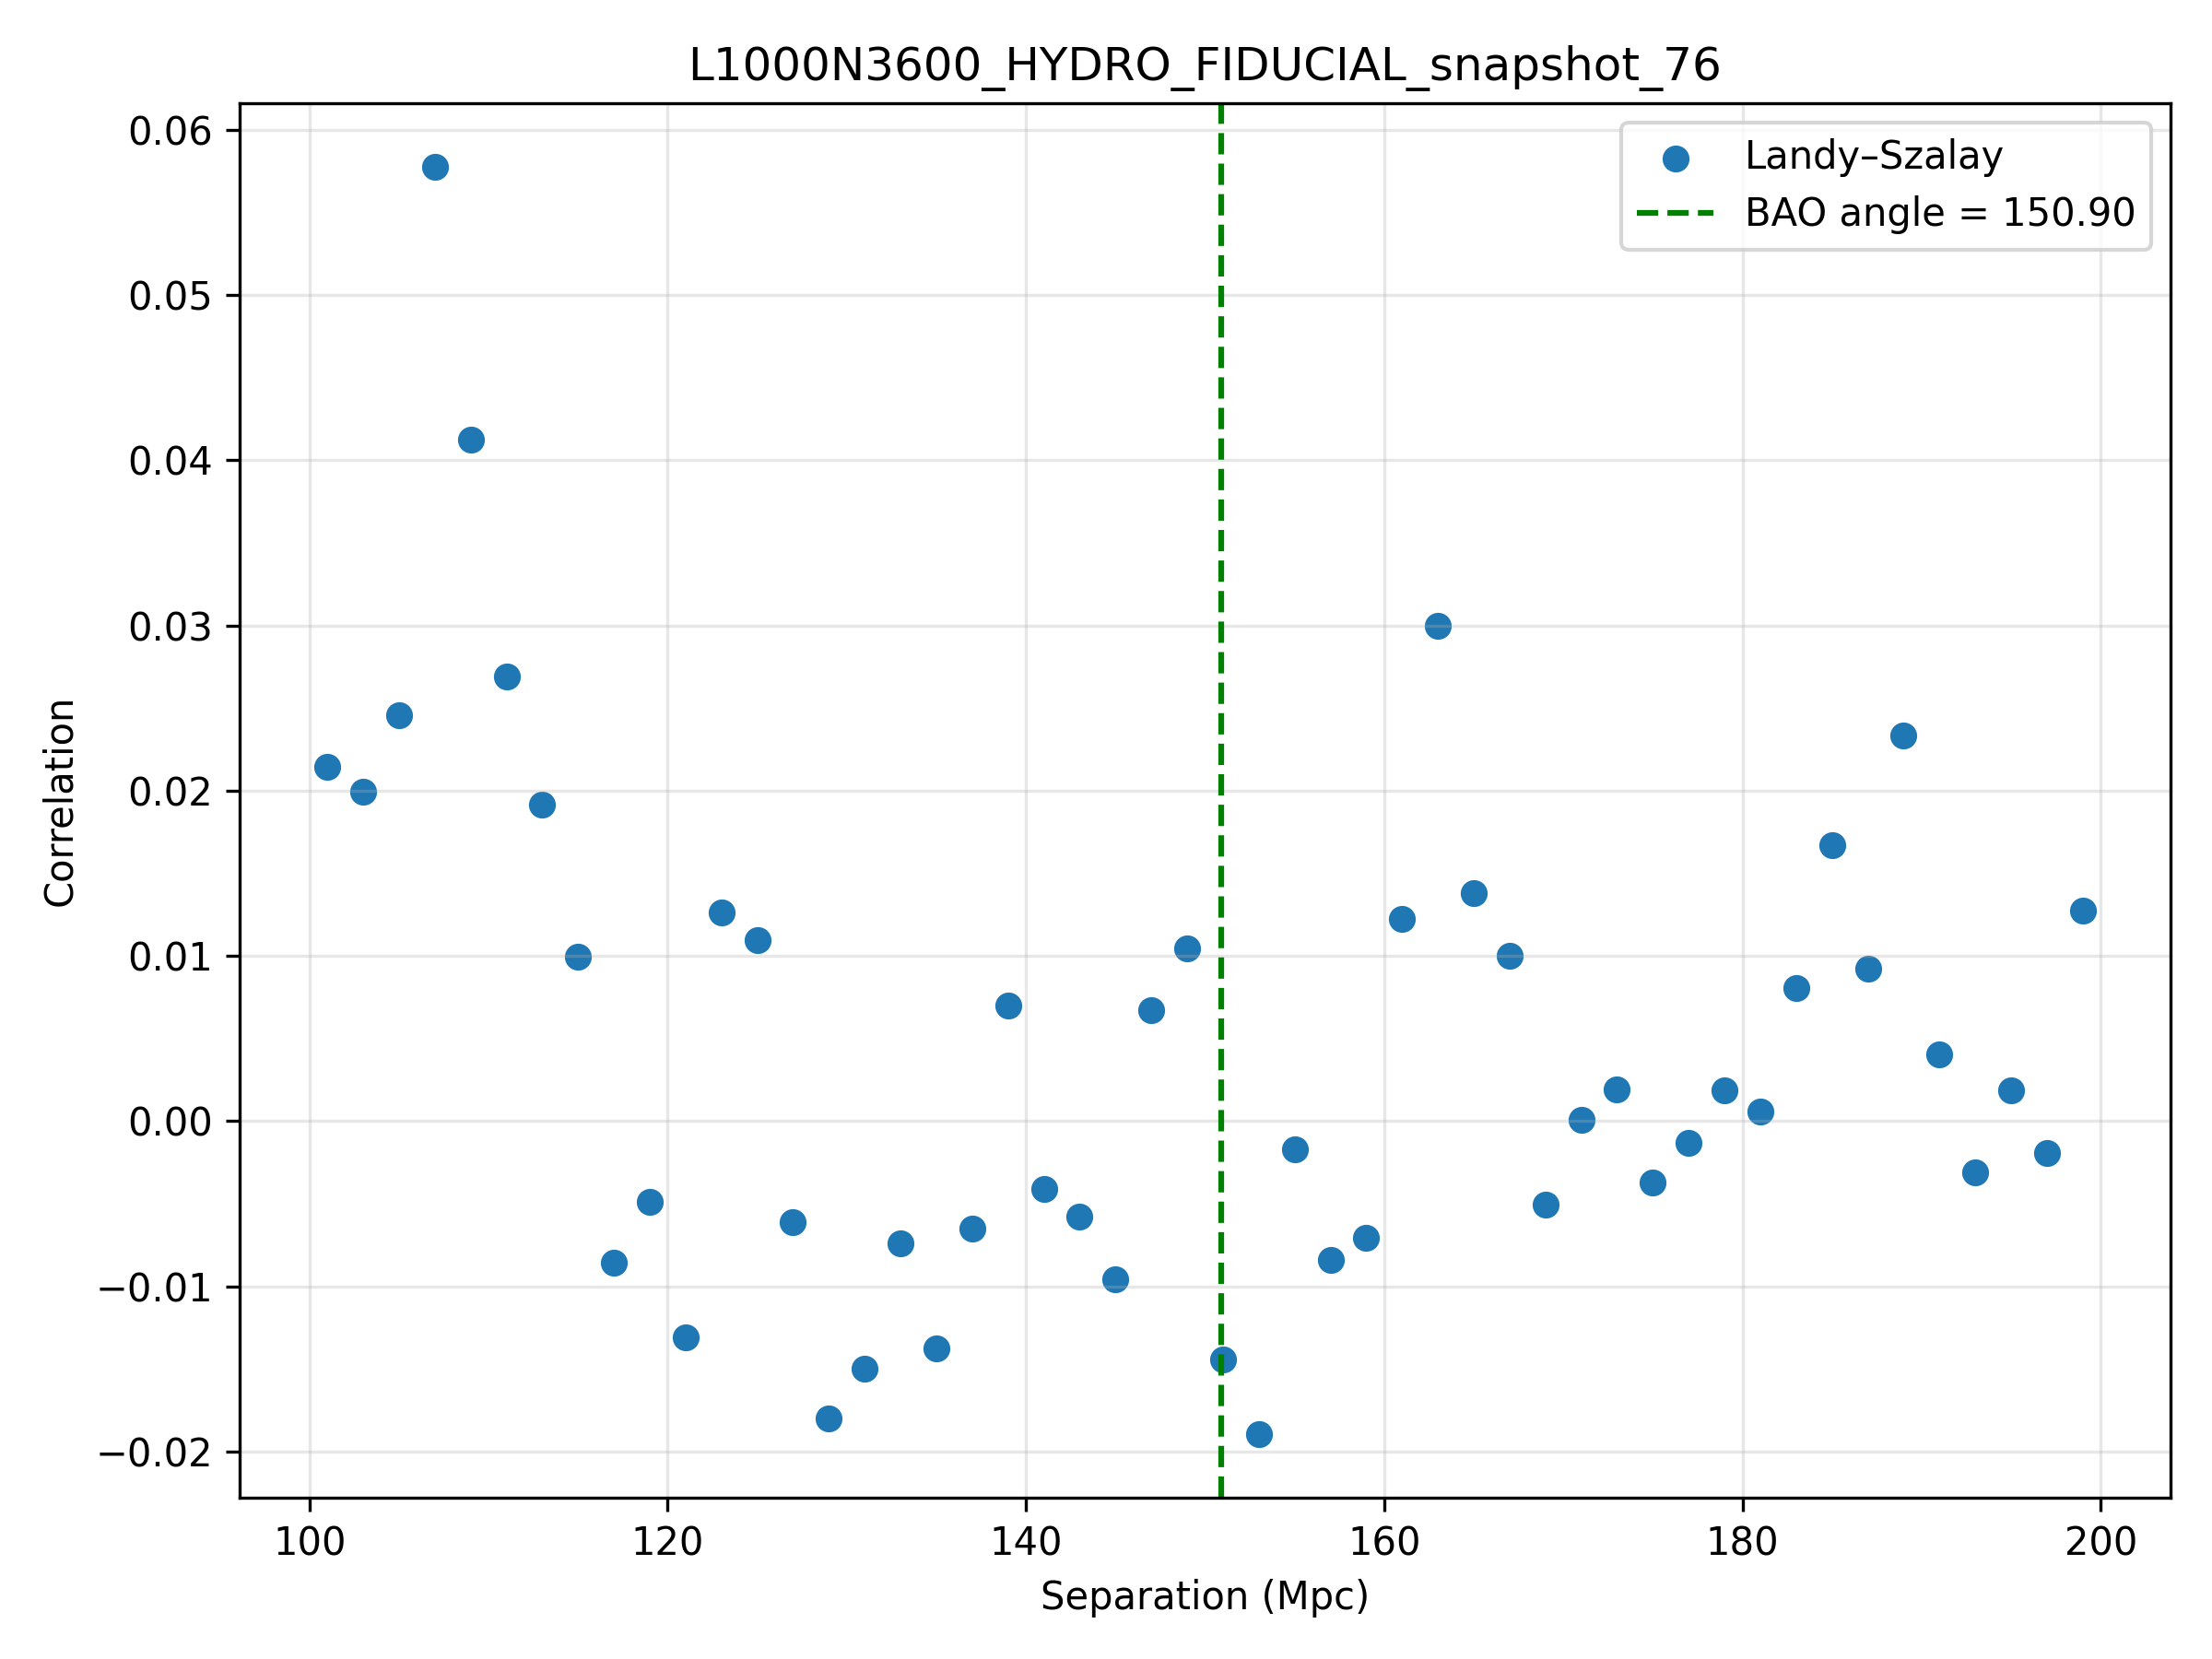 L1000N3600_HYDRO_FIDUCIAL_snapshot_76
Landy–Szalay
BAO angle = 150.90
0.06
0.05
0.04
0.03
0.02
0.01
0.00
−0.01
−0.02
Correlation
100 120 140 160 180 200
Separation (Mpc)